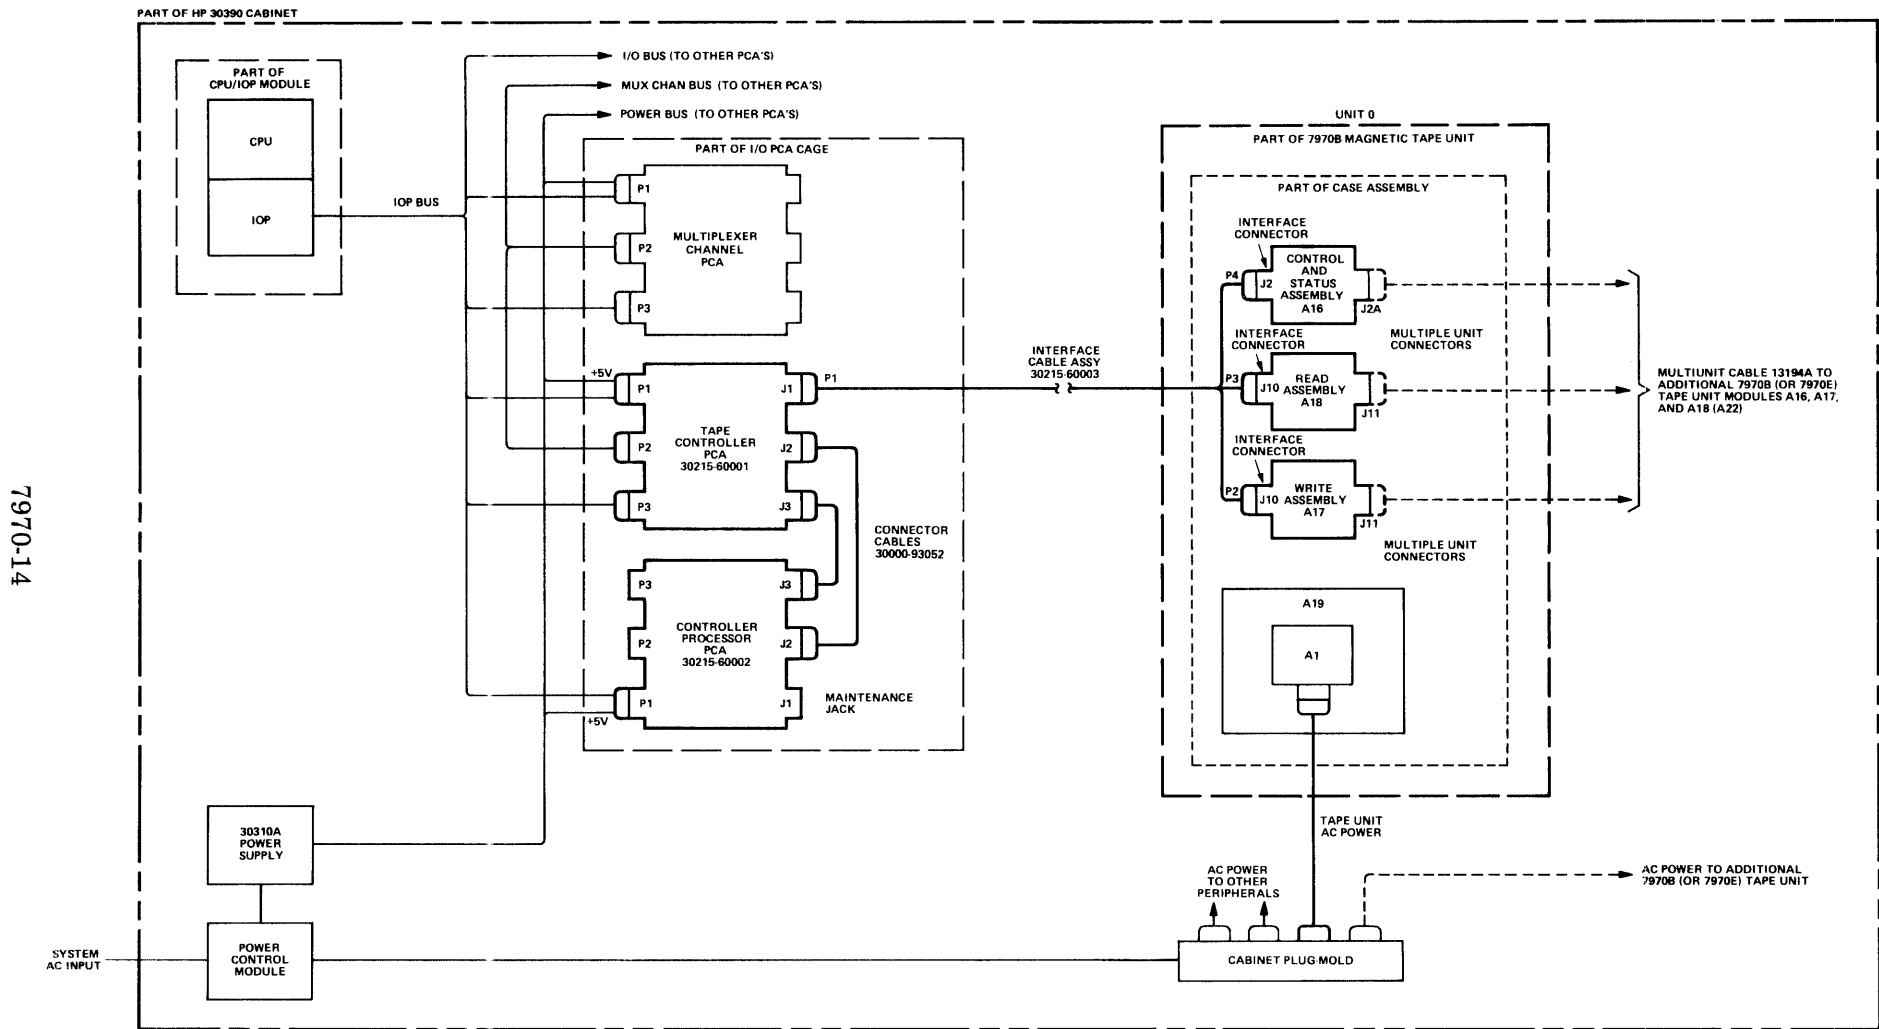 PART OF HP 30390 CABINET
PART OF
CPU/IOP MODULE
CPU
IOP
IOP BUS
I/O BUS (TO OTHER PCA'S)
MUX CHAN BUS (TO OTHER PCA'S)
POWER BUS (TO OTHER PCA'S)
PART OF I/O PCA CAGE
P1
P2
P3
MULTIPLEXER
CHANNEL
PCA
+5V
P1
P2
P3
TAPE
CONTROLLER
PCA
30215-60001
J1
J2
J3
P1
P3
P2
P1
+5V
CONTROLLER
PROCESSOR
PCA
30215-60002
J3
J2
J1
MAINTENANCE
JACK
CONNECTOR
CABLES
30000-93052
INTERFACE
CABLE ASSY
30215-60003
UNIT 0
PART OF 7970B MAGNETIC TAPE UNIT
PART OF CASE ASSEMBLY
INTERFACE
CONNECTOR
P4
J2
CONTROL
AND
STATUS
ASSEMBLY
A16
J2A
INTERFACE
CONNECTOR
P3
J10
READ
ASSEMBLY
A18
J11
MULTIPLE UNIT
CONNECTORS
INTERFACE
CONNECTOR
P2
J10
WRITE
ASSEMBLY
A17
J11
MULTIPLE UNIT
CONNECTORS
MULTIUNIT CABLE 13194A TO
ADDITIONAL 7970B (OR 7970E)
TAPE UNIT MODULES A16, A17,
AND A18 (A22)
A19
A1
TAPE UNIT
AC POWER
30310A
POWER
SUPPLY
SYSTEM
AC INPUT
POWER
CONTROL
MODULE
AC POWER
TO OTHER
PERIPHERALS
AC POWER TO ADDITIONAL
7970B (OR 7970E) TAPE UNIT
CABINET PLUG-MOLD
7970-14